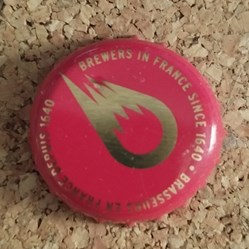 BREWERS IN FRANCE SINCE 1640 • BRASSEURS EN FRANCE DEPUIS 1640